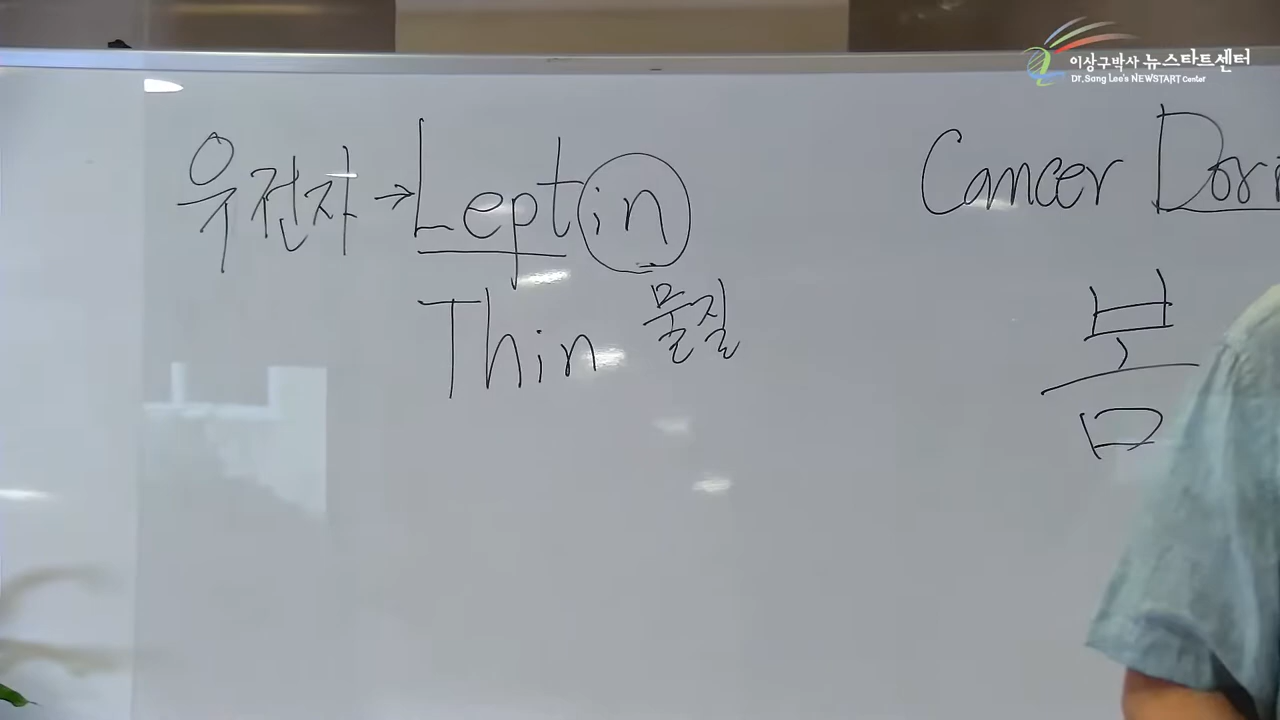 이상구박사 뉴스타트센터
Dr. Sang Lee's NEWSTART Center
유전자 → Leptin
Thin 물질
Cancer
봄